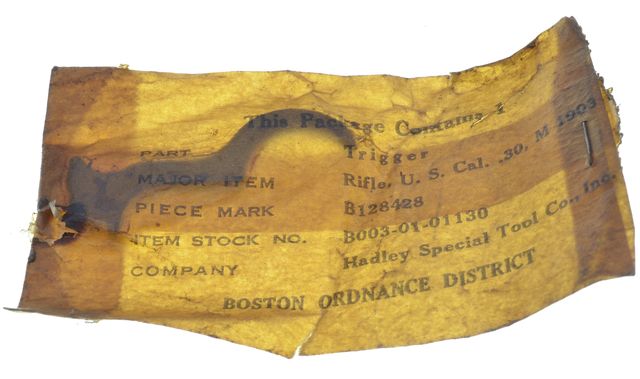 This Package Contains 1
PART Trigger
MAJOR ITEM Rifle, U. S. Cal. .30, M 1903
PIECE MARK B128428
ITEM STOCK NO. B003-01-01130
COMPANY Hadley Special Tool Co., Inc.
BOSTON ORDNANCE DISTRICT